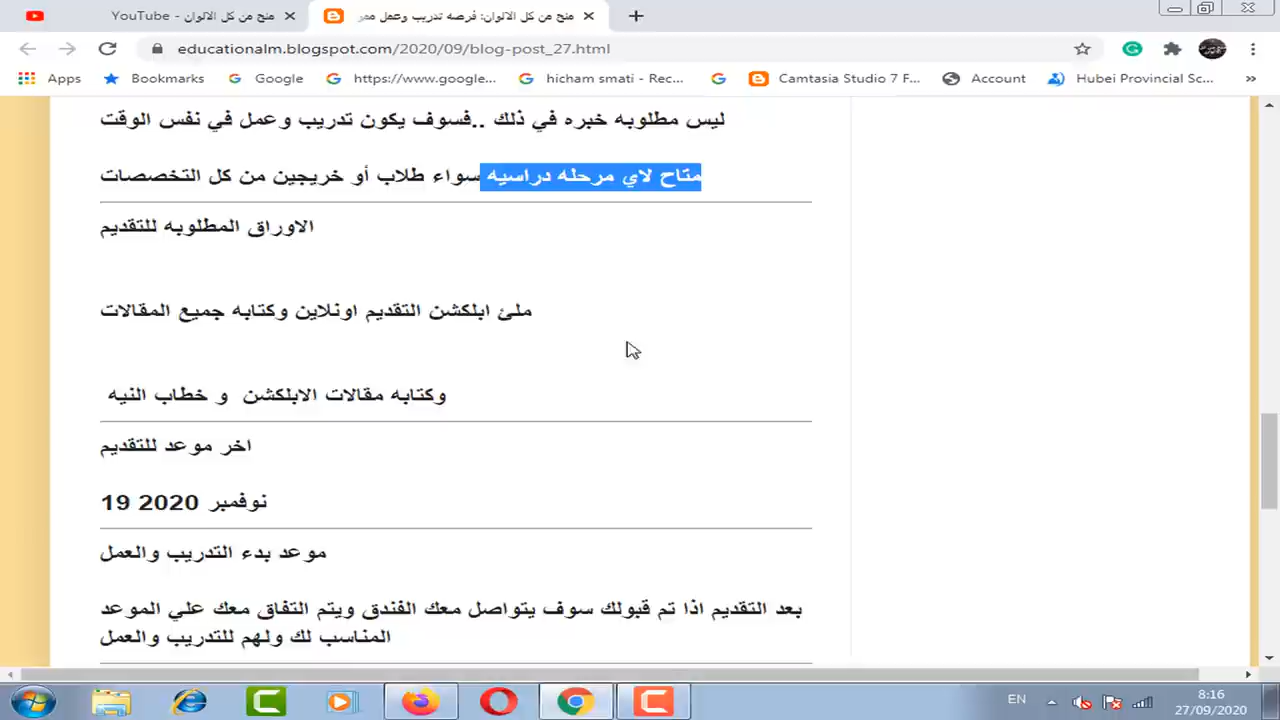 منح من كل الالوان - YouTube
منح من كل الالوان: فرصه تدريب وعمل ممر
educationalm.blogspot.com/2020/09/blog-post_27.html
Apps
Bookmarks
Google
https://www.google...
hicham smati - Rec...
Camtasia Studio 7 F...
Account
Hubei Provincial Sc...
»
ليس مطلوبه خبره في ذلك ..فسوف يكون تدريب وعمل في نفس الوقت
متاح لاي مرحله دراسيه سواء طلاب أو خريجين من كل التخصصات
الاوراق المطلوبه للتقديم
ملئ ابلكشن التقديم اونلاين وكتابه جميع المقالات
وكتابه مقالات الابلكشن و خطاب النيه
اخر موعد للتقديم
19 نوفمبر 2020
موعد بدء التدريب والعمل
بعد التقديم اذا تم قبولك سوف يتواصل معك الفندق ويتم التفاق معك علي الموعد
المناسب لك ولهم للتدريب والعمل
EN
8:16
27/09/2020